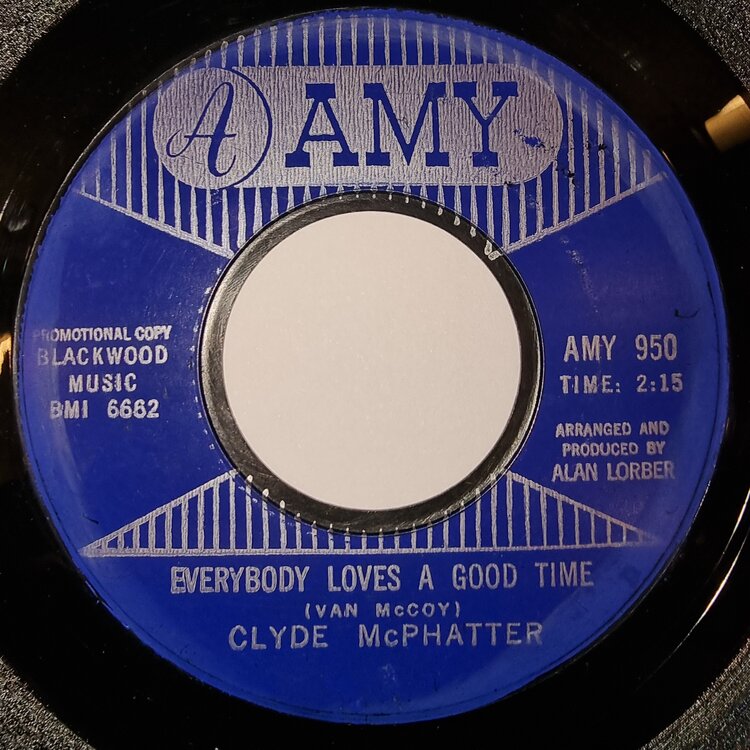 A AMY
PROMOTIONAL COPY
BLACKWOOD
MUSIC
BMI 6682
AMY 950
TIME: 2:15
ARRANGED AND
PRODUCED BY
ALAN LORBER
EVERYBODY LOVES A GOOD TIME
(VAN McCOY)
CLYDE McPHATTER